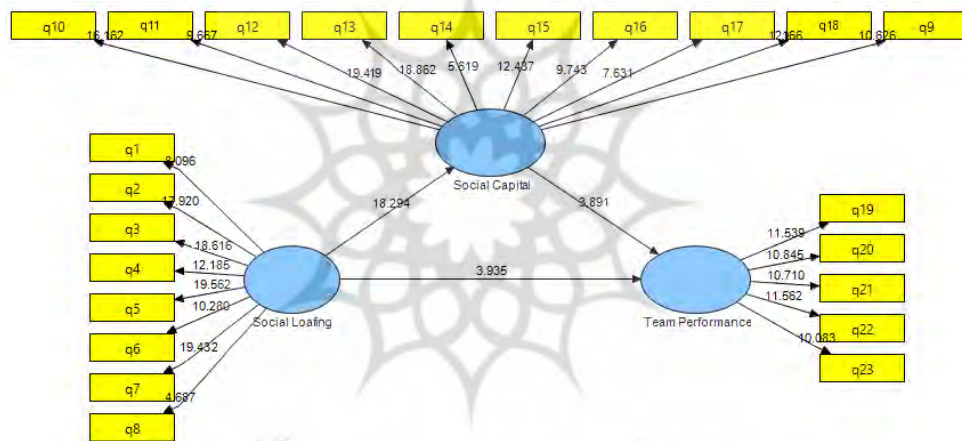 q10 q11 q12 q13 q14 q15 q16 q17 q18 q9
16.162 9.667 19.419 18.862 5.619 12.437 9.743 7.631 12.166 10.626
Social Capital
q1
8.096
q2
17.920
q3
18.616
q4
12.185
q5
19.562
q6
10.280
q7
19.432
q8
4.687
Social Loafing
18.294
3.891
3.935
Team Performance
q19
11.539
q20
10.845
q21
10.710
q22
11.562
q23
10.083